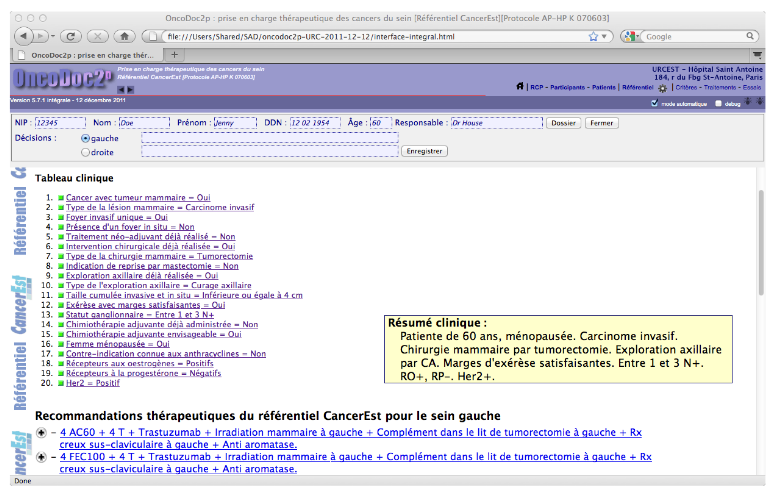 OncoDoc2p : prise en charge thérapeutique des cancers du sein [Référentiel CancerEst][Protocole AP-HP K 070603]
file:///Users/Shared/SAD/oncodoc2p-URC-2011-12-12/interface-integral.html
Google
OncoDoc2p : prise en charge thér...
OncoDoc2p
Prise en charge thérapeutique des cancers du sein
Référentiel CancerEst [Protocole AP-HP K 070603]
URCEST - Hôpital Saint Antoine
184, r du Fbg St-Antoine, Paris
| RCP - Participants - Patients | Référentiel | Critères - Traitements - Essais
Version 5.7.1 intégrale - 12 décembre 2011
mode automatique debug
NIP : 12345 Nom : Doe Prénom : Jenny DDN : 12 02 1954 Âge : 60 Responsable : Dr House Dossier Fermer
Décisions : gauche
droite Enregistrer
Tableau clinique
1. Cancer avec tumeur mammaire = Oui
2. Type de la lésion mammaire = Carcinome invasif
3. Foyer invasif unique = Oui
4. Présence d'un foyer in situ = Non
5. Traitement néo-adjuvant déjà réalisé = Non
6. Intervention chirurgicale déjà réalisée = Oui
7. Type de la chirurgie mammaire = Tumorectomie
8. Indication de reprise par mastectomie = Non
9. Exploration axillaire déjà réalisée = Oui
10. Type de l'exploration axillaire = Curage axillaire
11. Taille cumulée invasive et in situ = Inférieure ou égale à 4 cm
12. Exérèse avec marges satisfaisantes = Oui
13. Statut ganglionnaire = Entre 1 et 3 N+
14. Chimiothérapie adjuvante déjà administrée = Non
15. Chimiothérapie adjuvante envisageable = Oui
16. Femme ménopausée = Oui
17. Contre-indication connue aux anthracyclines = Non
18. Récepteurs aux oestrogènes = Positifs
19. Récepteurs à la progestérone = Négatifs
20. Her2 = Positif
Résumé clinique :
Patiente de 60 ans, ménopausée. Carcinome invasif.
Chirurgie mammaire par tumorectomie. Exploration axillaire
par CA. Marges d'exérèse satisfaisantes. Entre 1 et 3 N+.
RO+, RP-. Her2+.
Recommandations thérapeutiques du référentiel CancerEst pour le sein gauche
– 4 AC60 + 4 T + Trastuzumab + Irradiation mammaire à gauche + Complément dans le lit de tumorectomie à gauche + Rx
creux sus-claviculaire à gauche + Anti aromatase.
– 4 FEC100 + 4 T + Trastuzumab + Irradiation mammaire à gauche + Complément dans le lit de tumorectomie à gauche + Rx
creux sus-claviculaire à gauche + Anti aromatase.
Référentiel CancerEst
Référentiel
Done